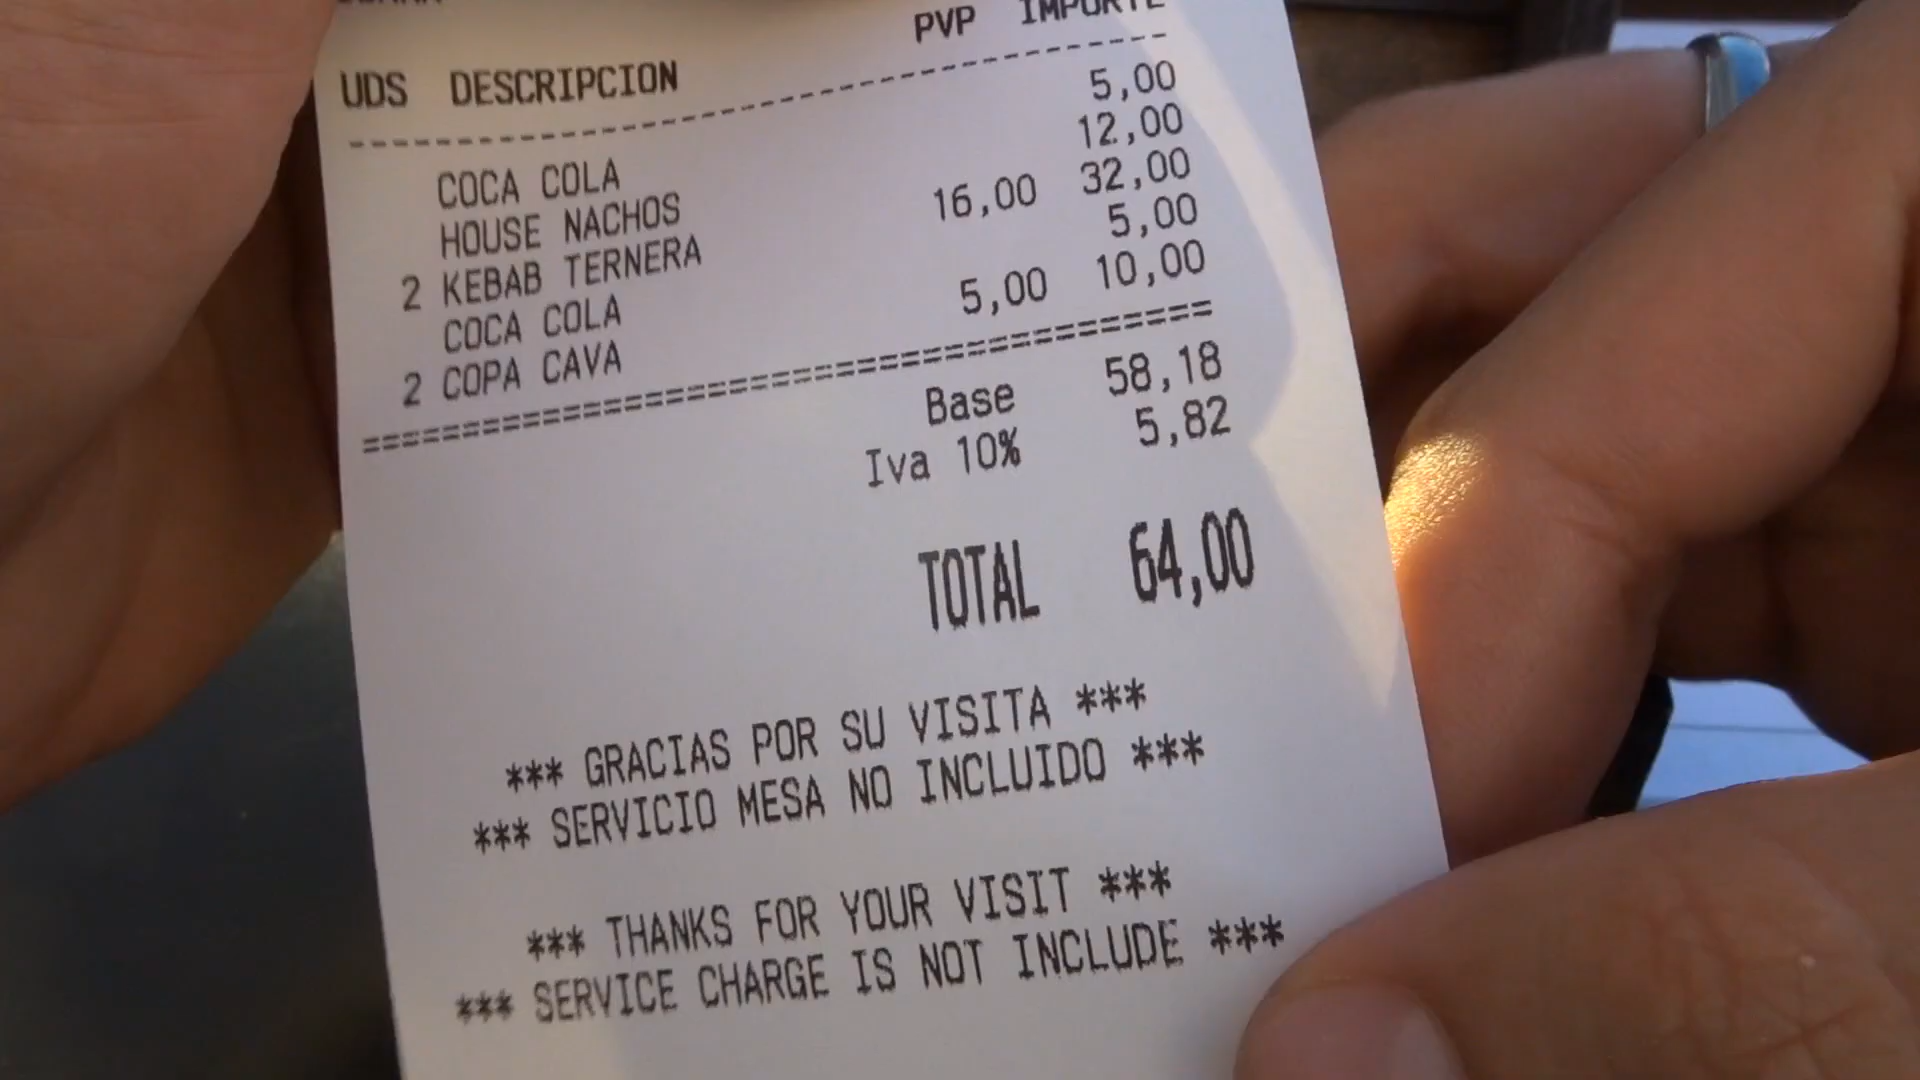 PVP IMPORTE
UDS DESCRIPCION
COCA COLA 5,00
HOUSE NACHOS 12,00
2 KEBAB TERNERA 16,00 32,00
COCA COLA 5,00
2 COPA CAVA 5,00 10,00
Base 58,18
Iva 10% 5,82
TOTAL 64,00
*** GRACIAS POR SU VISITA ***
*** SERVICIO MESA NO INCLUIDO ***
*** THANKS FOR YOUR VISIT ***
*** SERVICE CHARGE IS NOT INCLUDE ***